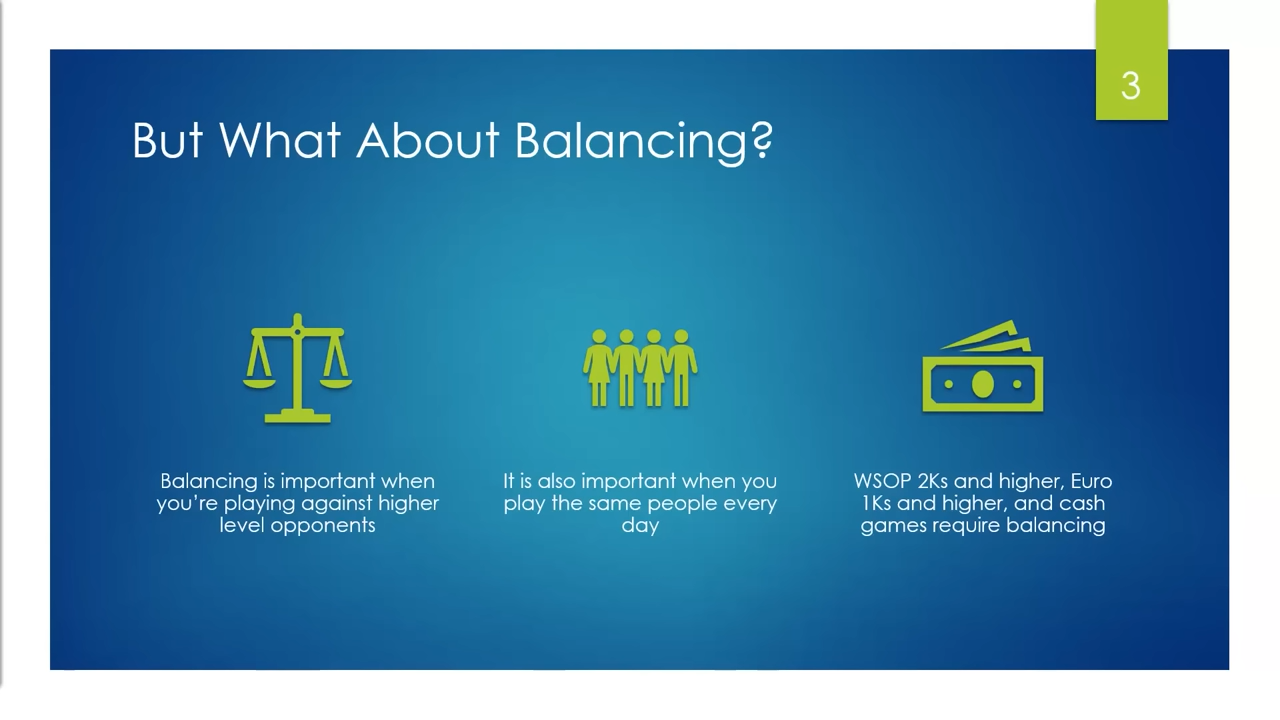 3
But What About Balancing?
Balancing is important when
you’re playing against higher
level opponents
It is also important when you
play the same people every
day
WSOP 2Ks and higher, Euro
1Ks and higher, and cash
games require balancing